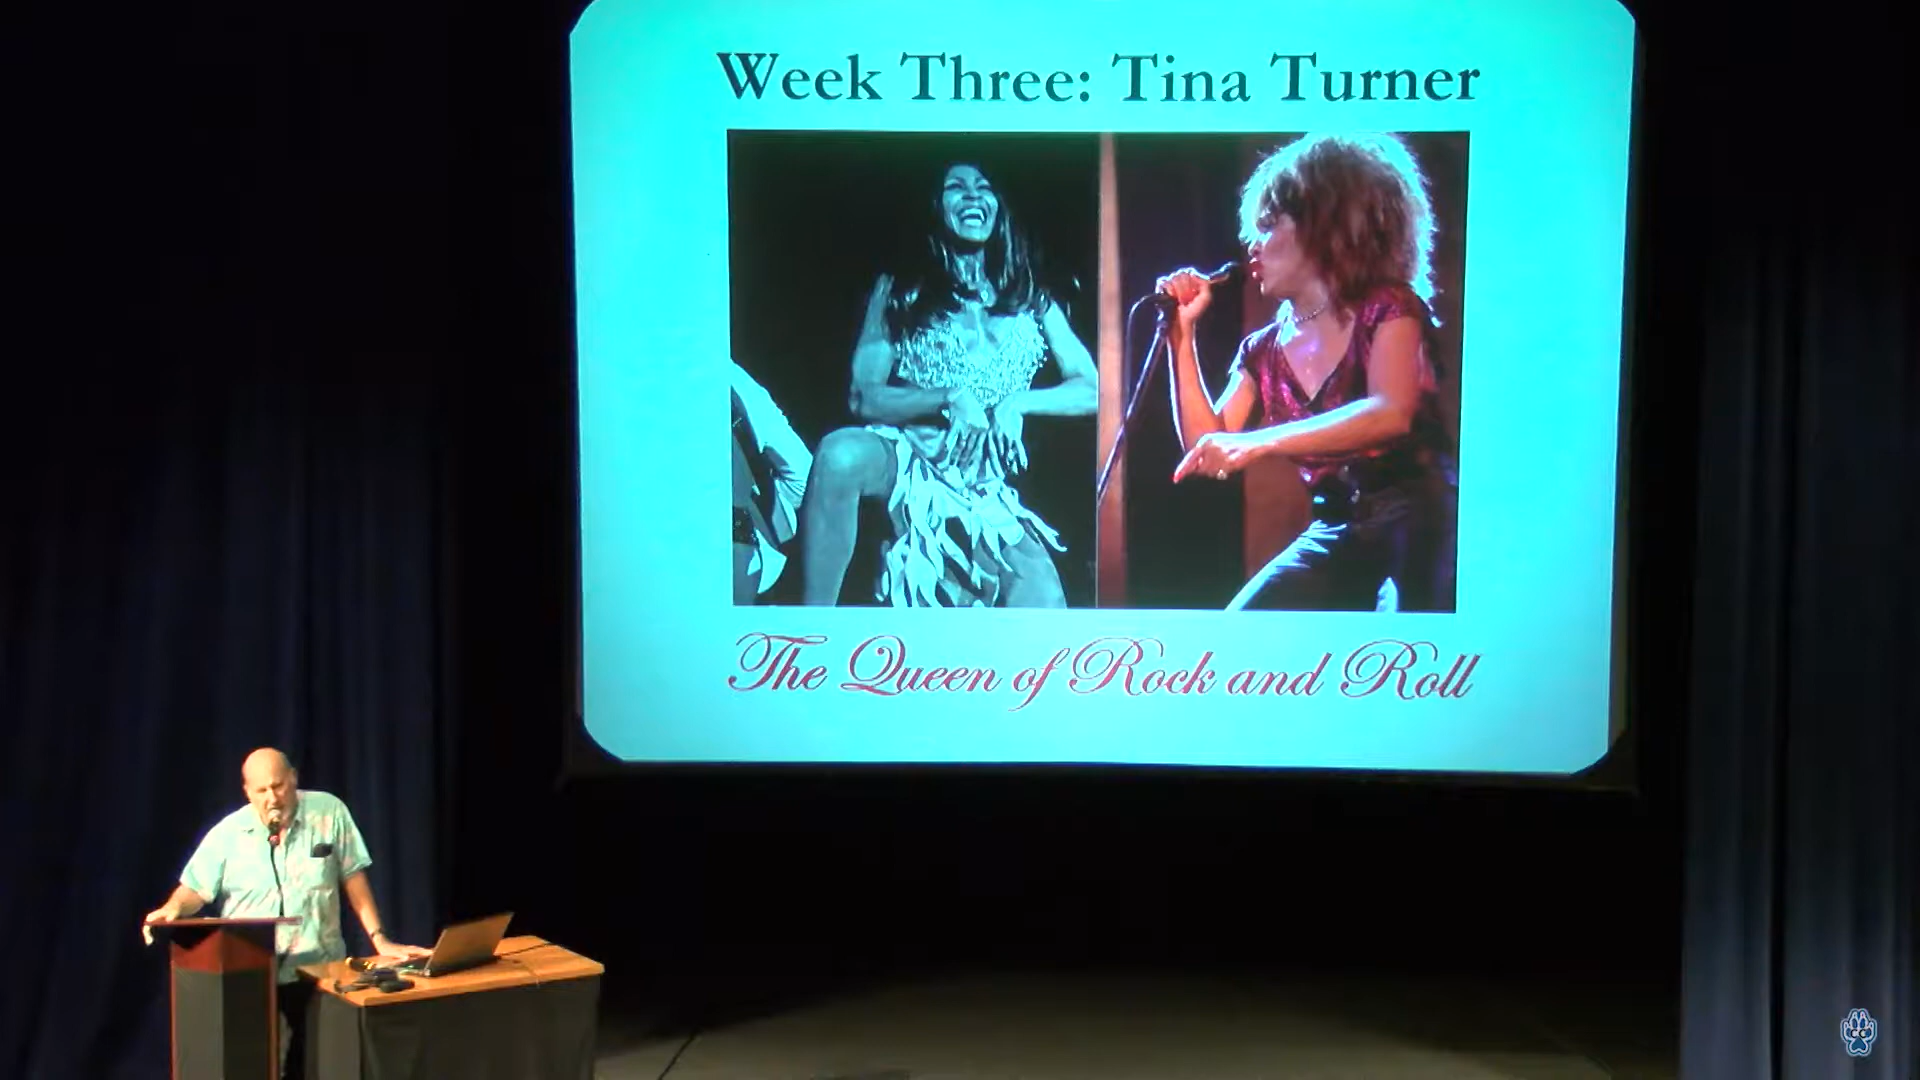 Week Three: Tina Turner
The Queen of Rock and Roll